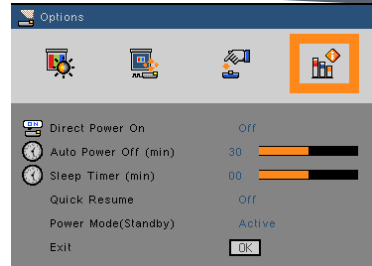 Options
ON Direct Power On Off
Auto Power Off (min) 30
Sleep Timer (min) 00
Quick Resume Off
Power Mode(Standby) Active
Exit OK